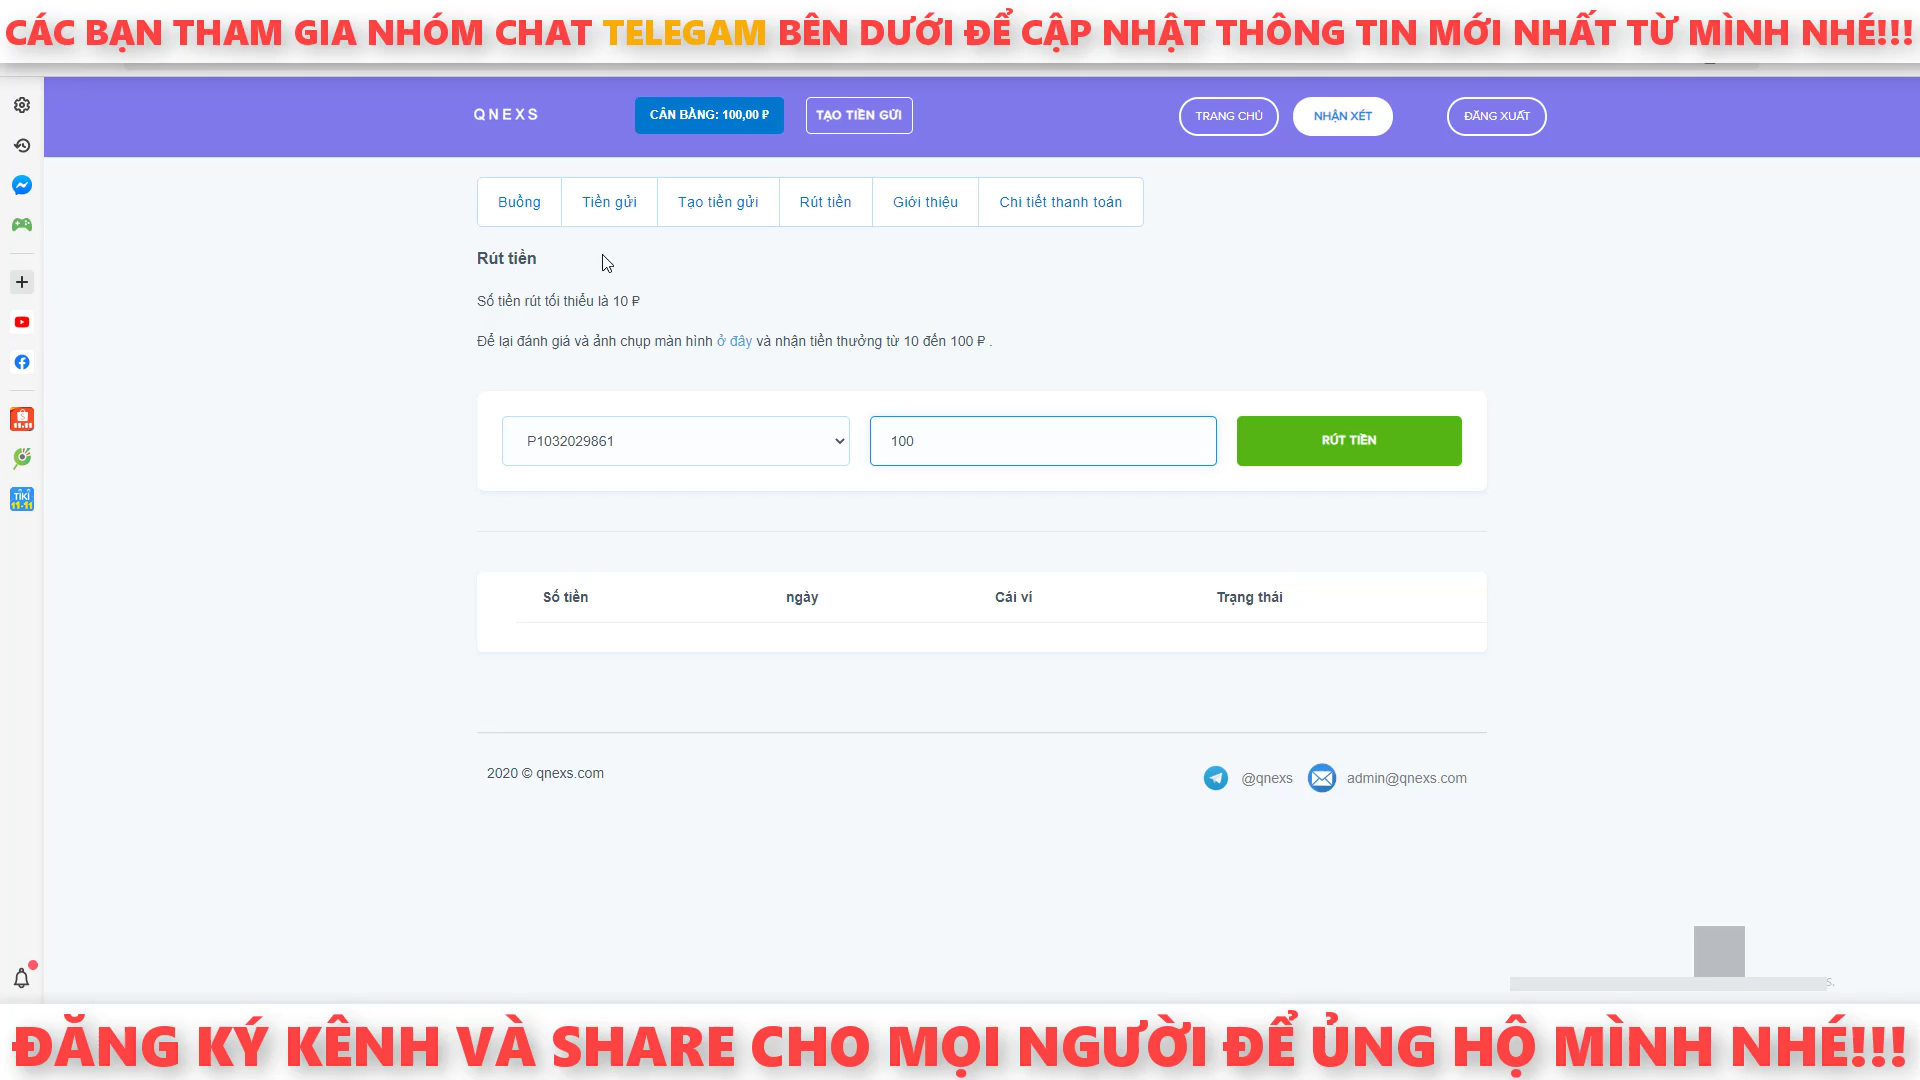 CÁC BẠN THAM GIA NHÓM CHAT TELEGAM BÊN DƯỚI ĐỂ CẬP NHẬT THÔNG TIN MỚI NHẤT TỪ MÌNH NHÉ!!!
QNEXS
CÂN BẰNG: 100,00 ₽
TẠO TIỀN GỬI
TRANG CHỦ
NHẬN XÉT
ĐĂNG XUẤT
Buồng
Tiền gửi
Tạo tiền gửi
Rút tiền
Giới thiệu
Chi tiết thanh toán
Rút tiền
Số tiền rút tối thiểu là 10 ₽
Để lại đánh giá và ảnh chụp màn hình ở đây và nhận tiền thưởng từ 10 đến 100 ₽ .
P1032029861
100
RÚT TIỀN
Số tiền
ngày
Cái ví
Trạng thái
11.11
TIKI
11.11
2020 © qnexs.com
@qnexs
admin@qnexs.com
s.
ĐĂNG KÝ KÊNH VÀ SHARE CHO MỌI NGƯỜI ĐỂ ỦNG HỘ MÌNH NHÉ!!!